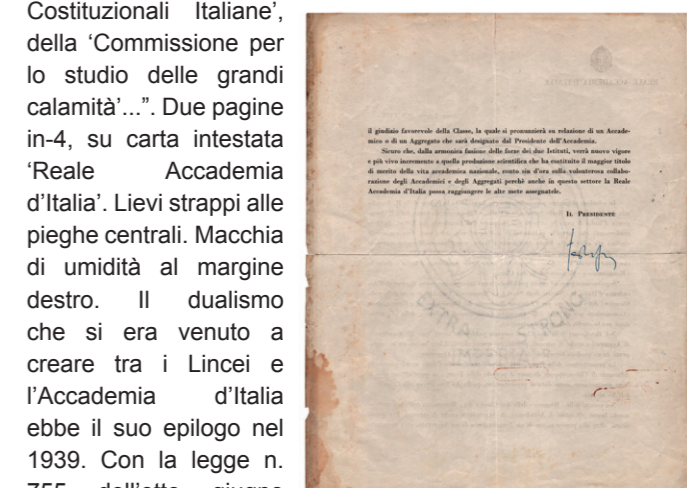 Costituzionali Italiane’,
della ‘Commissione per
lo studio delle grandi
calamità’...”. Due pagine
in-4, su carta intestata
‘Reale Accademia
d’Italia’. Lievi strappi alle
pieghe centrali. Macchia
di umidità al margine
destro. Il dualismo
che si era venuto a
creare tra i Lincei e
l’Accademia d’Italia
ebbe il suo epilogo nel
1939. Con la legge n.
755 dell’otto giugno
il giudizio favorevole della Classe, la quale si pronunzierà su relazione di un Accade-
mico o di un Aggregato che sarà designato dal Presidente dell’Accademia.
Sicuro che, dalla armonica fusione delle forze dei due Istituti, verrà nuovo vigore
e più vivo incremento a quella produzione scientifica che ha costituito il maggior titolo
di merito della vita accademica nazionale, conto sin d’ora sulla volonterosa collabo-
razione degli Accademici e degli Aggregati perchè anche in questo settore la Reale
Accademia d’Italia possa raggiungere le alte mete assegnatele.
IL PRESIDENTE
EXTRA STRONG